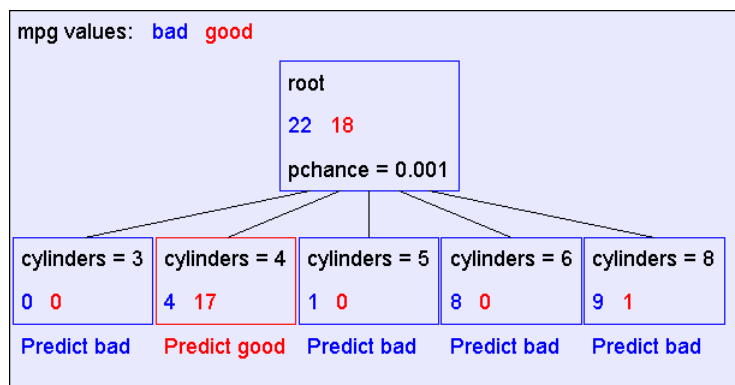 mpg values: bad good
root
22 18
pchance = 0.001
cylinders = 3 cylinders = 4 cylinders = 5 cylinders = 6 cylinders = 8
0 0 4 17 1 0 8 0 9 1
Predict bad Predict good Predict bad Predict bad Predict bad